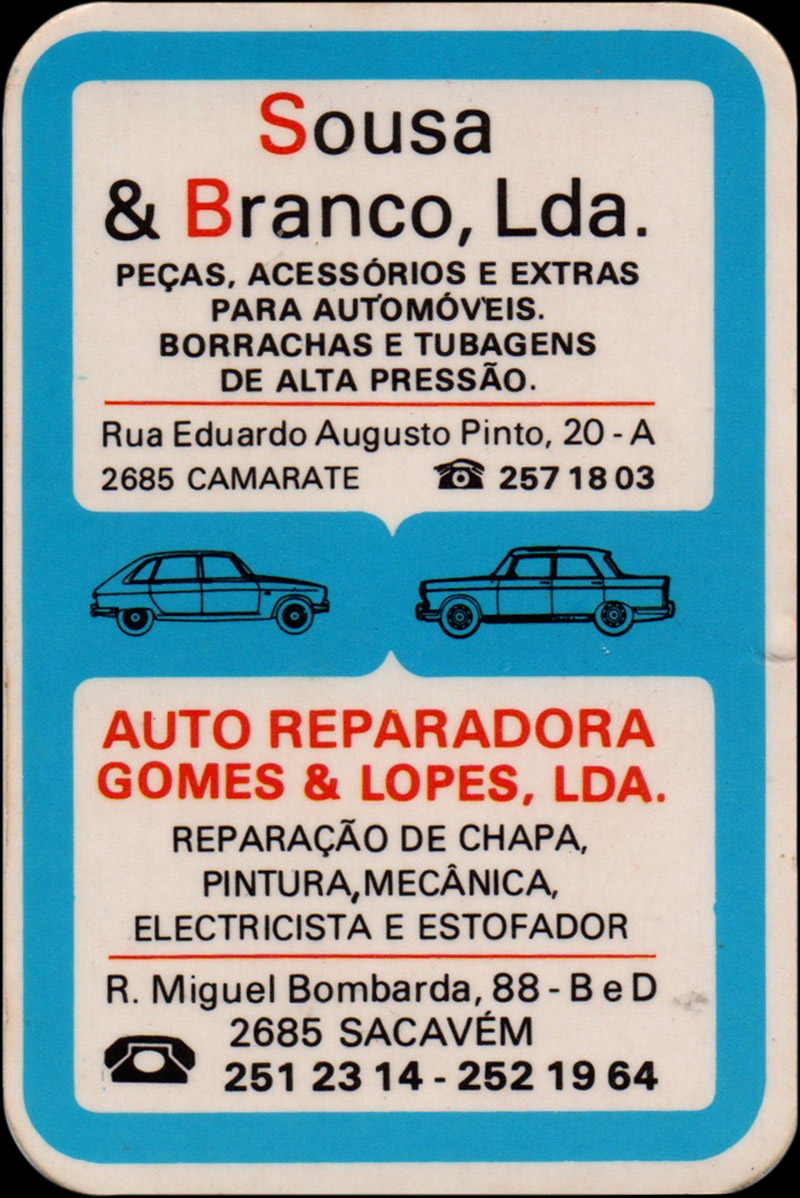 Sousa
& Branco, Lda.
PEÇAS, ACESSÓRIOS E EXTRAS
PARA AUTOMÓVEIS.
BORRACHAS E TUBAGENS
DE ALTA PRESSÃO.
Rua Eduardo Augusto Pinto, 20 - A
2685 CAMARATE ☎ 257 18 03
AUTO REPARADORA
GOMES & LOPES, LDA.
REPARAÇÃO DE CHAPA,
PINTURA, MECÂNICA,
ELECTRICISTA E ESTOFADOR
R. Miguel Bombarda, 88 - B e D
2685 SACAVÉM
251 23 14 - 252 19 64